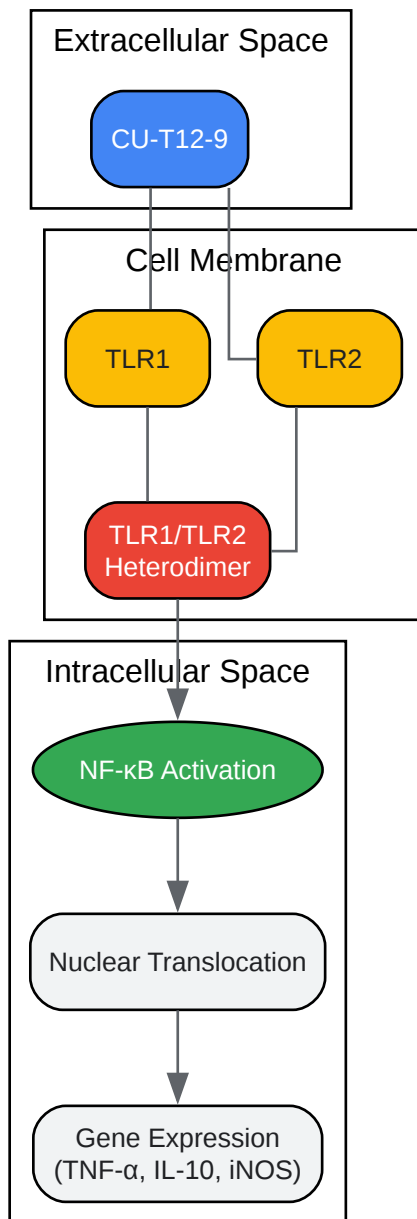 Extracellular Space
CU-T12-9
Cell Membrane
TLR1
TLR2
TLR1/TLR2
Heterodimer
Intracellular Space
NF-κB Activation
Nuclear Translocation
Gene Expression
(TNF-α, IL-10, iNOS)